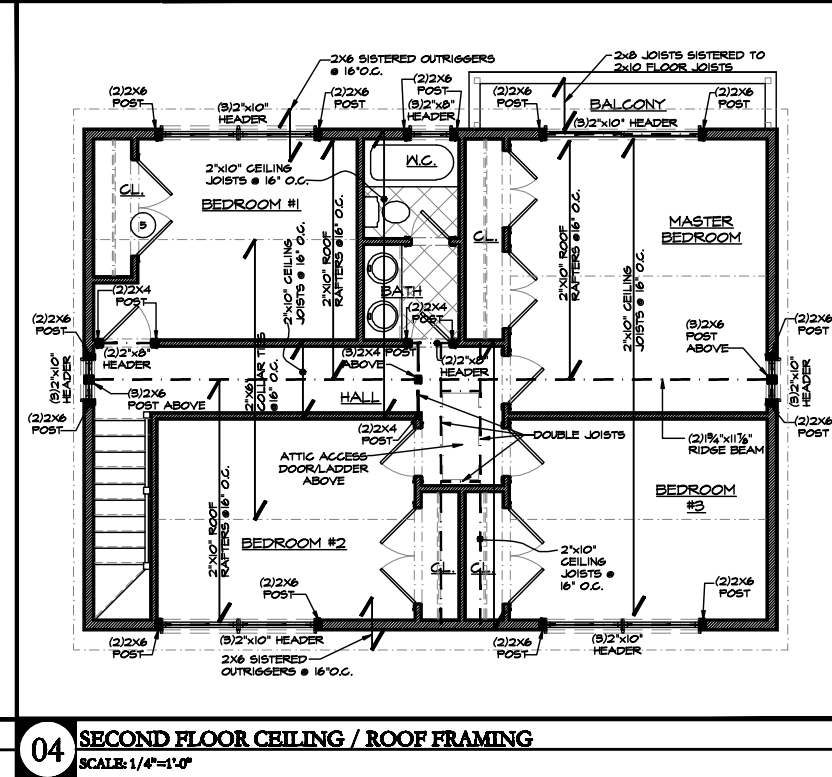 2X6 SISTERED OUTRIGGERS
@ 16"O.C.
2x8 JOISTS SISTERED TO
2x10 FLOOR JOISTS
(2)2X6
POST
(3)2"x10"
HEADER
(2)2X6
POST
(2)2X6
POST
(3)2"x8"
HEADER
(2)2X6
POST
BALCONY
(3)2"x10" HEADER
(2)2X6
POST
W.C.
2"x10" CEILING
JOISTS @ 16" O.C.
CL.
BEDROOM #1
5
CL.
MASTER
BEDROOM
2"x10" CEILING
JOISTS @ 16" O.C.
2"x10" ROOF
RAFTERS @16" O.C.
2"x10" ROOF
RAFTERS @16" O.C.
2"x10" CEILING
JOISTS @ 16" O.C.
BATH
(2)2X4
POST
(2)2X4
POST
(2)2X6
POST
(2)2X6
POST
(3)2X6
POST
ABOVE
(2)2"x8"
HEADER
(3)2X4
ABOVE
POST
(2)2"x8"
HEADER
(3)2"x10"
HEADER
(3)2"x10"
HEADER
2"X6"
COLLAR TIES
@16" O.C.
(3)2X6
POST ABOVE
HALL
(2)2X6
POST
(2)2X6
POST
(2)2X4
POST
DOUBLE JOISTS
(2)1¾"x11⅞"
RIDGE BEAM
ATTIC ACCESS
DOOR/LADDER
ABOVE
2"x10" ROOF
RAFTERS @16" O.C.
BEDROOM
#3
BEDROOM #2
CL.
CL.
2"x10"
CEILING
JOISTS @
16" O.C.
(2)2X6
POST
(2)2X6
POST
(2)2X6
POST
(3)2"x10" HEADER
(2)2X6
POST
(3)2"x10"
HEADER
2X6 SISTERED
OUTRIGGERS @ 16"O.C.
04
SECOND FLOOR CEILING / ROOF FRAMING
SCALE: 1/4"=1'-0"